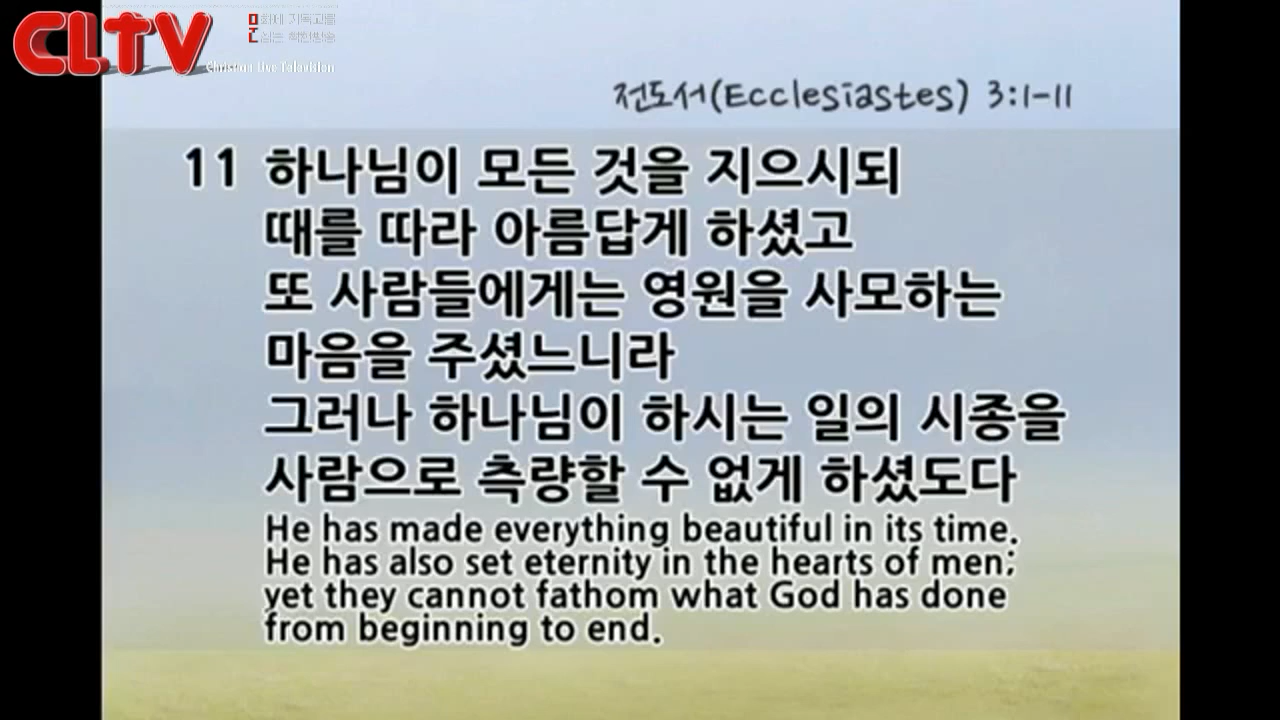 CLTV
Christian Live Television
전도서(Ecclesiastes) 3:1-11
11 하나님이 모든 것을 지으시되
때를 따라 아름답게 하셨고
또 사람들에게는 영원을 사모하는
마음을 주셨느니라
그러나 하나님이 하시는 일의 시종을
사람으로 측량할 수 없게 하셨도다
He has made everything beautiful in its time.
He has also set eternity in the hearts of men;
yet they cannot fathom what God has done
from beginning to end.